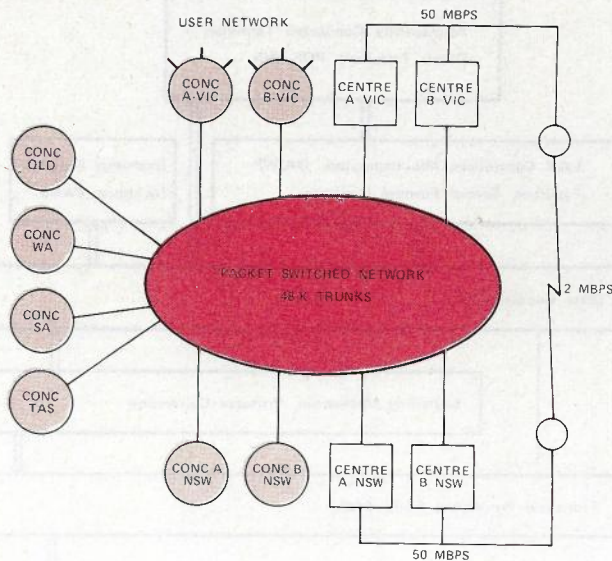 50 MBPS
USER NETWORK
CONC
A-VIC
CONC
B-VIC
CENTRE
A VIC
CENTRE
B VIC
CONC
QLD
CONC
WA
CONC
SA
CONC
TAS
"PACKET SWITCHED NETWORK"
48-K TRUNKS
2 MBPS
CONC A
NSW
CONC B
NSW
CENTRE
A NSW
CENTRE
B NSW
50 MBPS